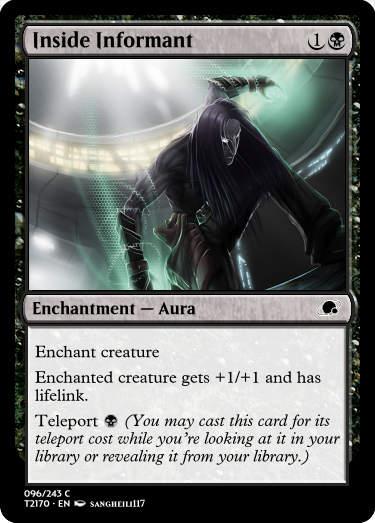 Inside Informant 1
Enchantment — Aura
Enchant creature
Enchanted creature gets +1/+1 and has
lifelink.
Teleport (You may cast this card for its
teleport cost while you're looking at it in your
library or revealing it from your library.)
096/243 C
T2170 · EN SANGHEILI117